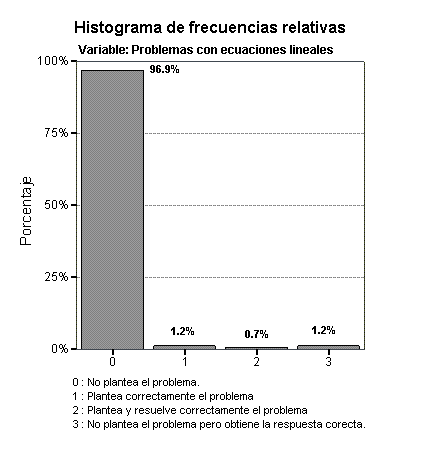 Histograma de frecuencias relativas
Variable: Problemas con ecuaciones lineales
100%
96.9%
75%
50%
Porcentaje
25%
1.2%
0.7%
1.2%
0%
0
1
2
3
0 : No plantea el problema.
1 : Plantea correctamente el problema
2 : Plantea y resuelve correctamente el problema
3 : No plantea el problema pero obtiene la respuesta correcta.